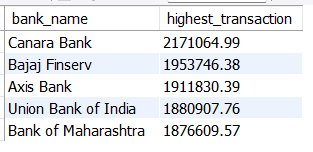 bank_name highest_transaction
Canara Bank 2171064.99
Bajaj Finserv 1953746.38
Axis Bank 1911830.39
Union Bank of India 1880907.76
Bank of Maharashtra 1876609.57